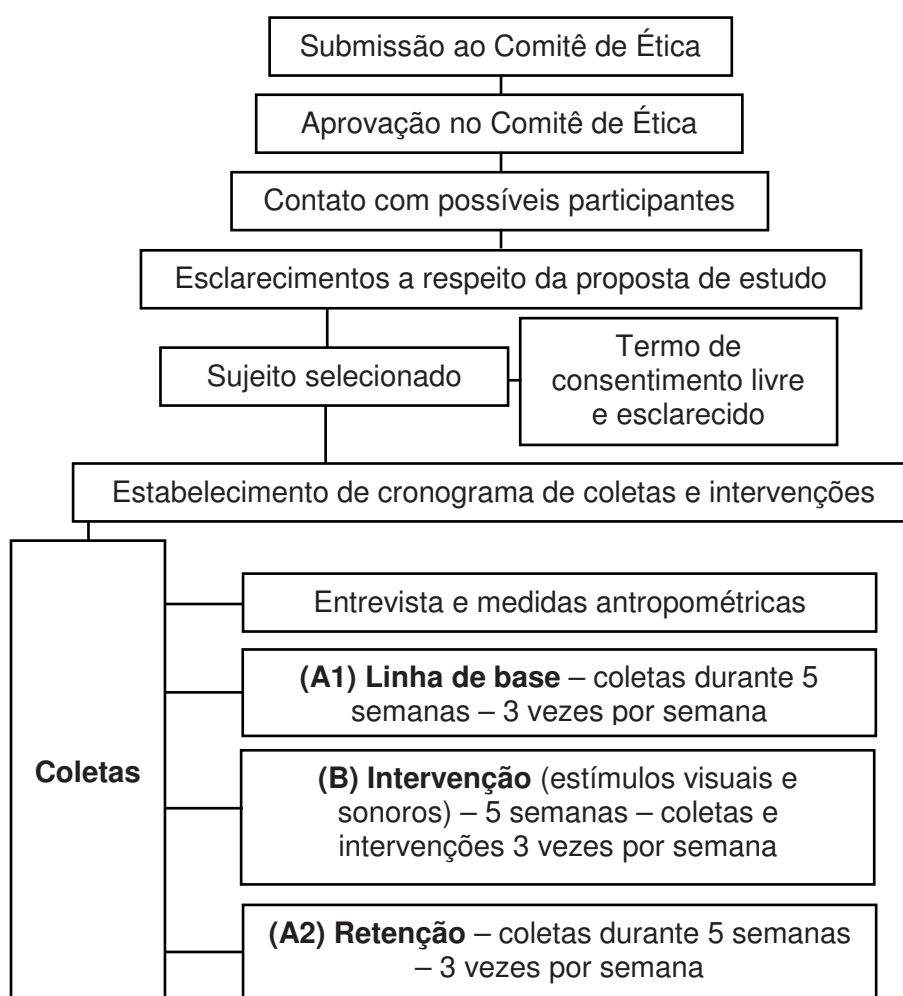 Submissão ao Comitê de Ética
Aprovação no Comitê de Ética
Contato com possíveis participantes
Esclarecimentos a respeito da proposta de estudo
Sujeito selecionado
Termo de
consentimento livre
e esclarecido
Estabelecimento de cronograma de coletas e intervenções
Coletas
Entrevista e medidas antropométricas
(A1) Linha de base – coletas durante 5
semanas – 3 vezes por semana
(B) Intervenção (estímulos visuais e
sonoros) – 5 semanas – coletas e
intervenções 3 vezes por semana
(A2) Retenção – coletas durante 5 semanas
– 3 vezes por semana